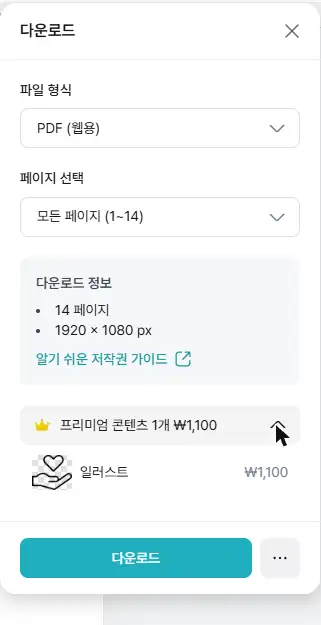 다운로드
파일 형식
PDF (웹용)
페이지 선택
모든 페이지 (1~14)
다운로드 정보
• 14 페이지
• 1920 × 1080 px
알기 쉬운 저작권 가이드
프리미엄 콘텐츠 1개 ₩1,100
일러스트 ₩1,100
다운로드